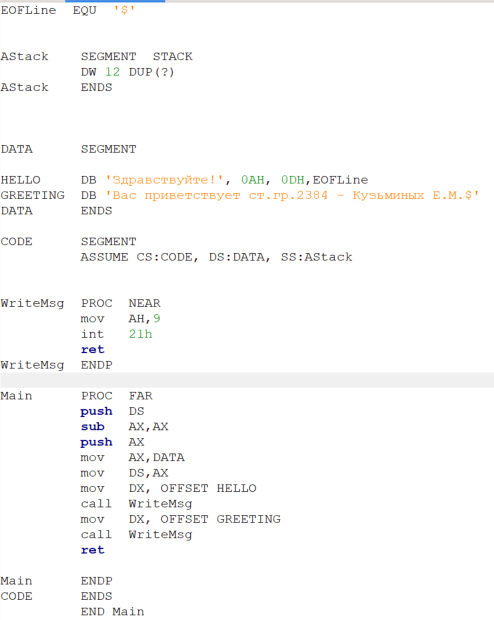 EOFLine  EQU  '$'
AStack    SEGMENT  STACK
          DW 12 DUP(?)
AStack    ENDS
DATA      SEGMENT
HELLO     DB 'Здравствуйте!', 0AH, 0DH,EOFLine
GREETING  DB 'Вас приветствует ст.гр.2384 - Кузьминых Е.М.$'
DATA      ENDS
CODE      SEGMENT
          ASSUME CS:CODE, DS:DATA, SS:AStack
WriteMsg  PROC  NEAR
          mov   AH,9
          int   21h
          ret
WriteMsg  ENDP
Main      PROC  FAR
          push  DS
          sub   AX,AX
          push  AX
          mov   AX,DATA
          mov   DS,AX
          mov   DX, OFFSET HELLO
          call  WriteMsg
          mov   DX, OFFSET GREETING
          call  WriteMsg
          ret
Main      ENDP
CODE      ENDS
          END Main